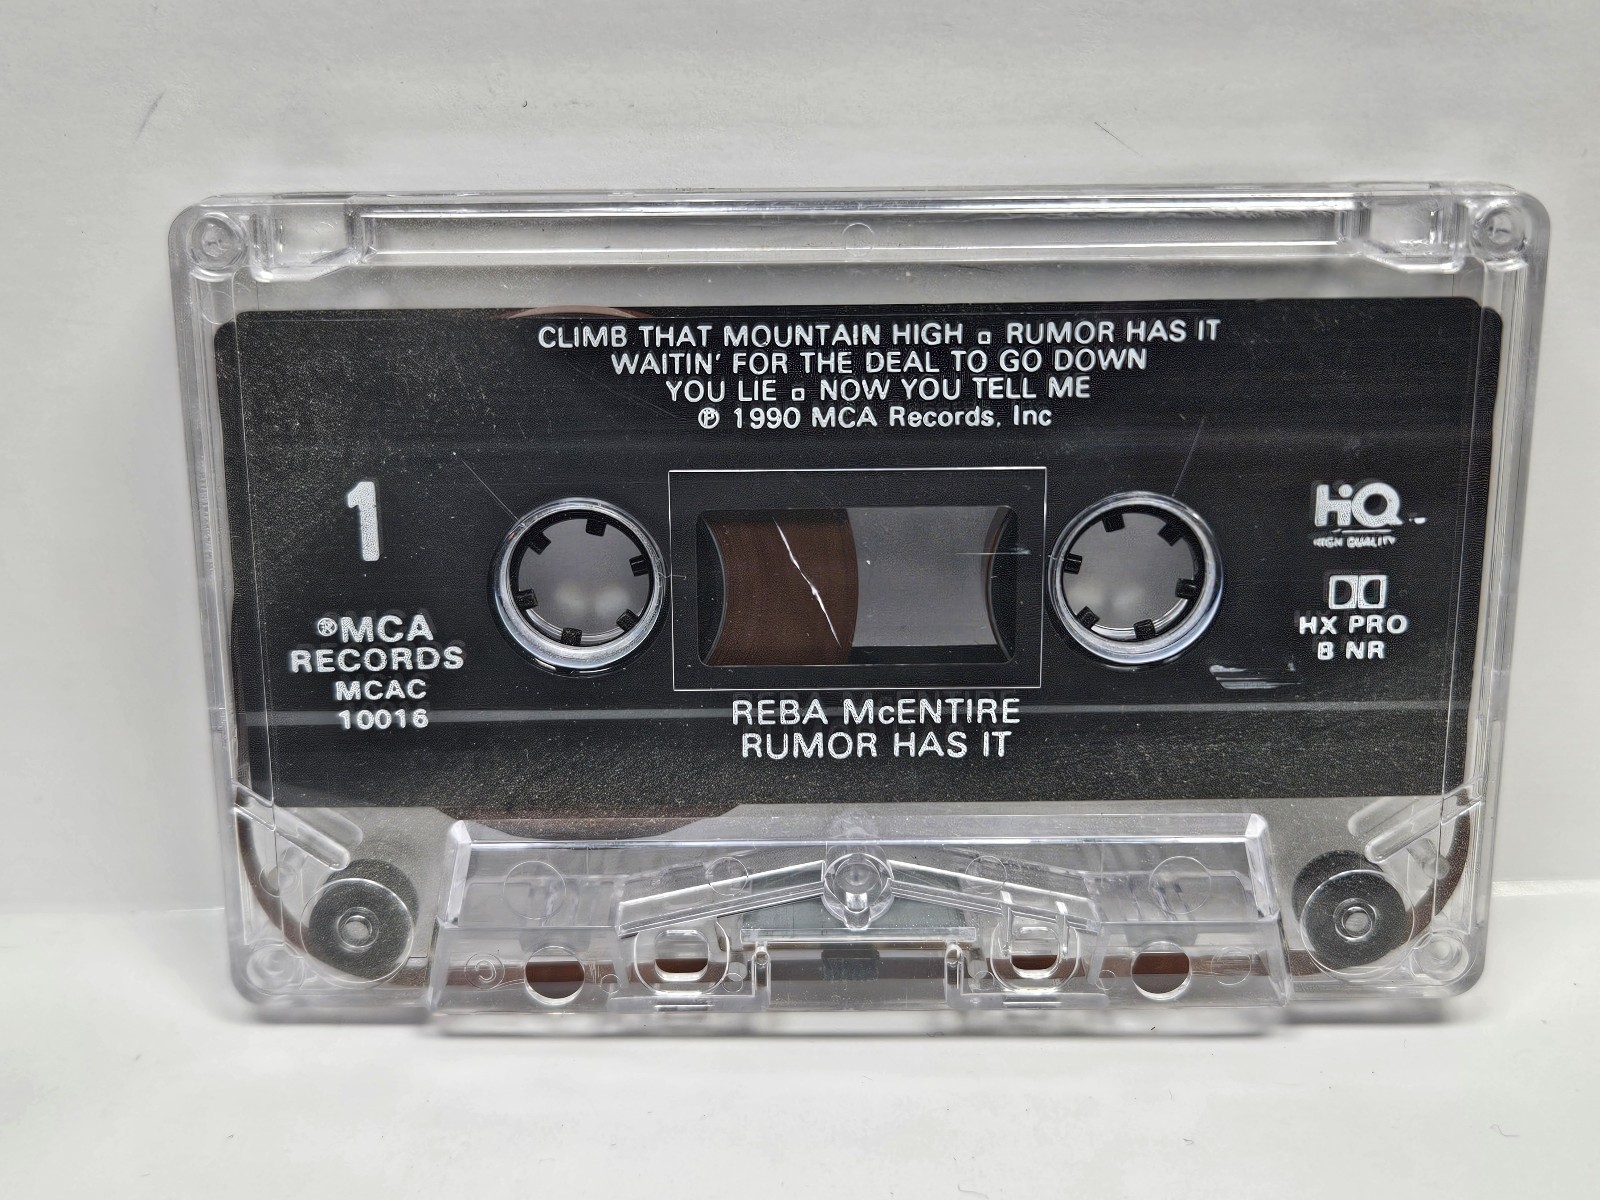 CLIMB THAT MOUNTAIN HIGH ▫ RUMOR HAS IT
WAITIN' FOR THE DEAL TO GO DOWN
YOU LIE ▫ NOW YOU TELL ME
℗ 1990 MCA Records, Inc
1
®MCA
RECORDS
MCAC
10016
HiQ
HIGH QUALITY
HX PRO
B NR
REBA McENTIRE
RUMOR HAS IT